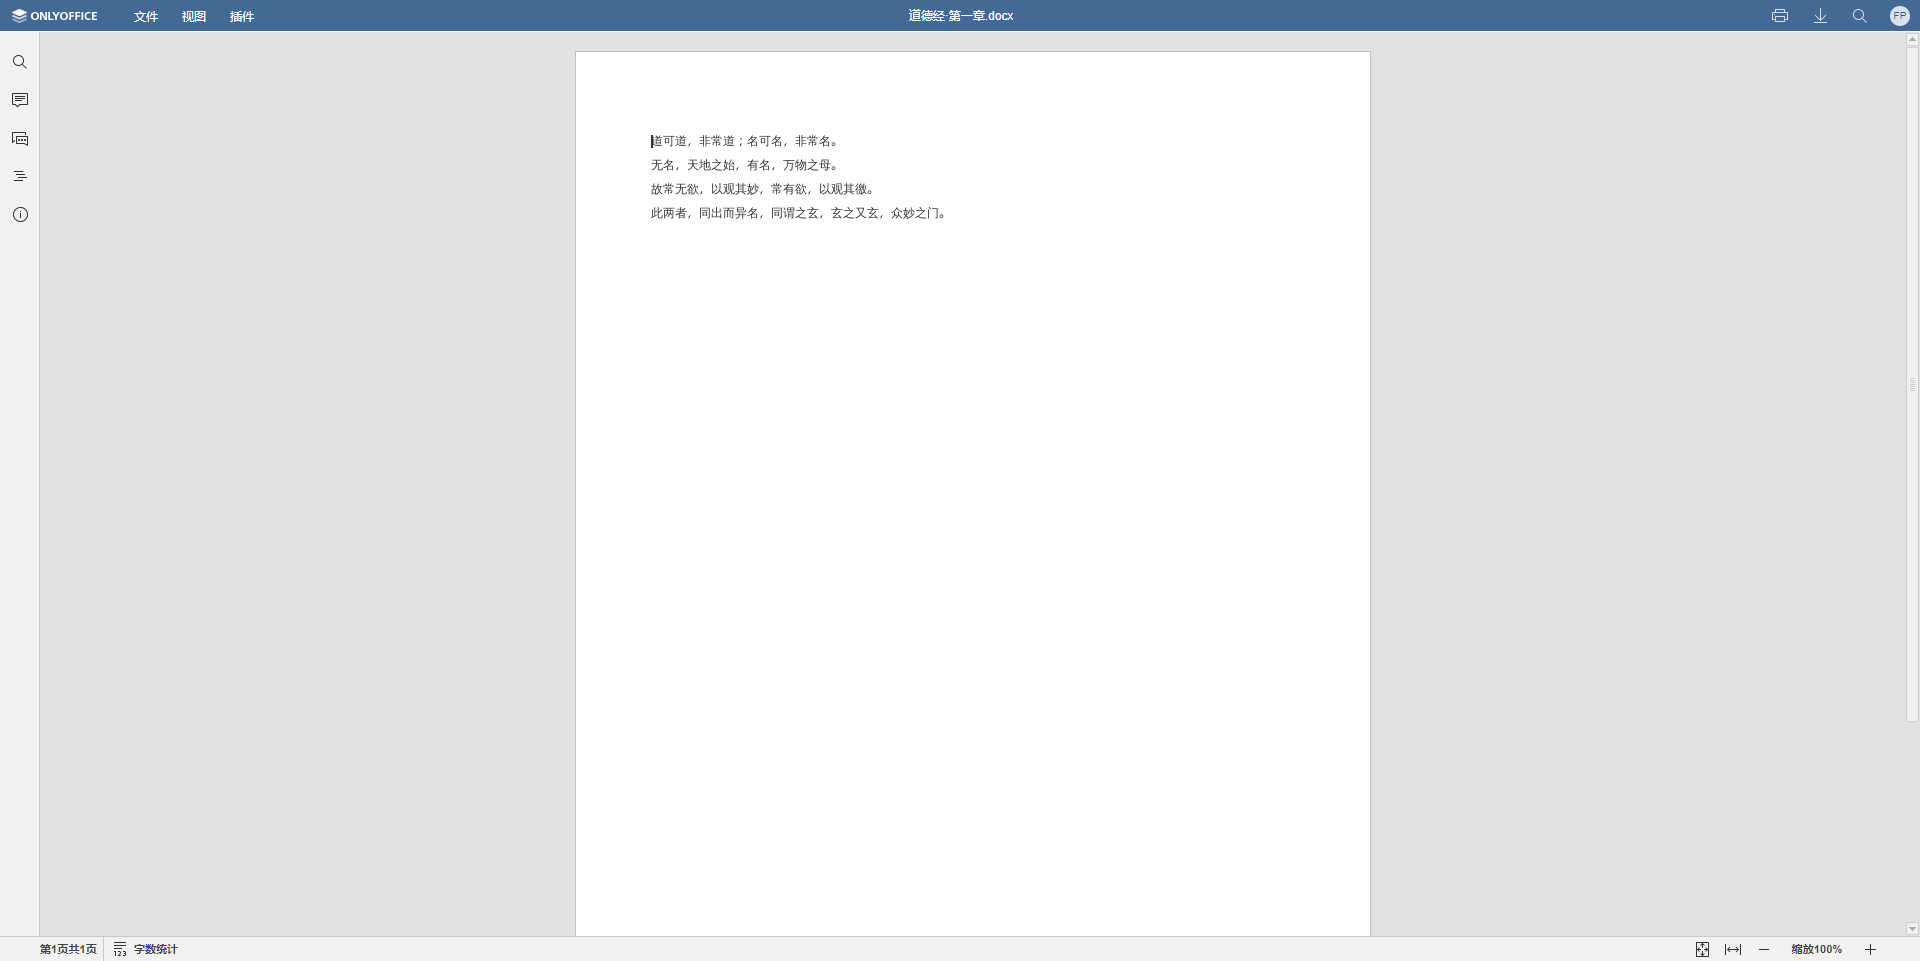 ONLYOFFICE 文件 视图 插件 道德经·第一章.docx FP
道可道，非常道；名可名，非常名。
无名，天地之始，有名，万物之母。
故常无欲，以观其妙，常有欲，以观其徼。
此两者，同出而异名，同谓之玄，玄之又玄，众妙之门。
第1页共1页 123 字数统计 缩放100%